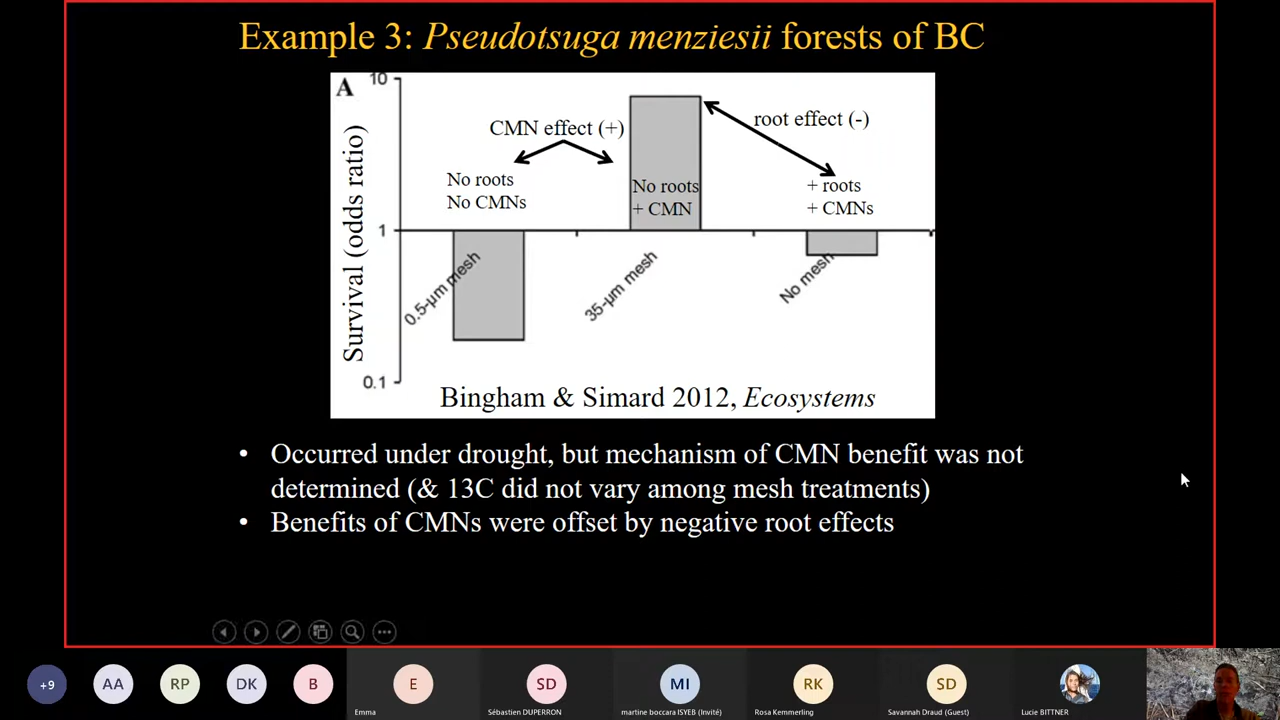 Example 3: Pseudotsuga menziesii forests of BC
A
10
1
0.1
Survival (odds ratio)
CMN effect (+)
root effect (-)
No roots
No CMNs
No roots
+ CMN
+ roots
+ CMNs
0.5-μm mesh
35-μm mesh
No mesh
Bingham & Simard 2012, Ecosystems
• Occurred under drought, but mechanism of CMN benefit was not
determined (& 13C did not vary among mesh treatments)
• Benefits of CMNs were offset by negative root effects
+9
AA
RP
DK
B
E
SD
MI
RK
SD
Emma
Sébastien DUPERRON
martine boccara ISYEB (Invité)
Rosa Kemmerling
Savannah Draud (Guest)
Lucie BITTNER